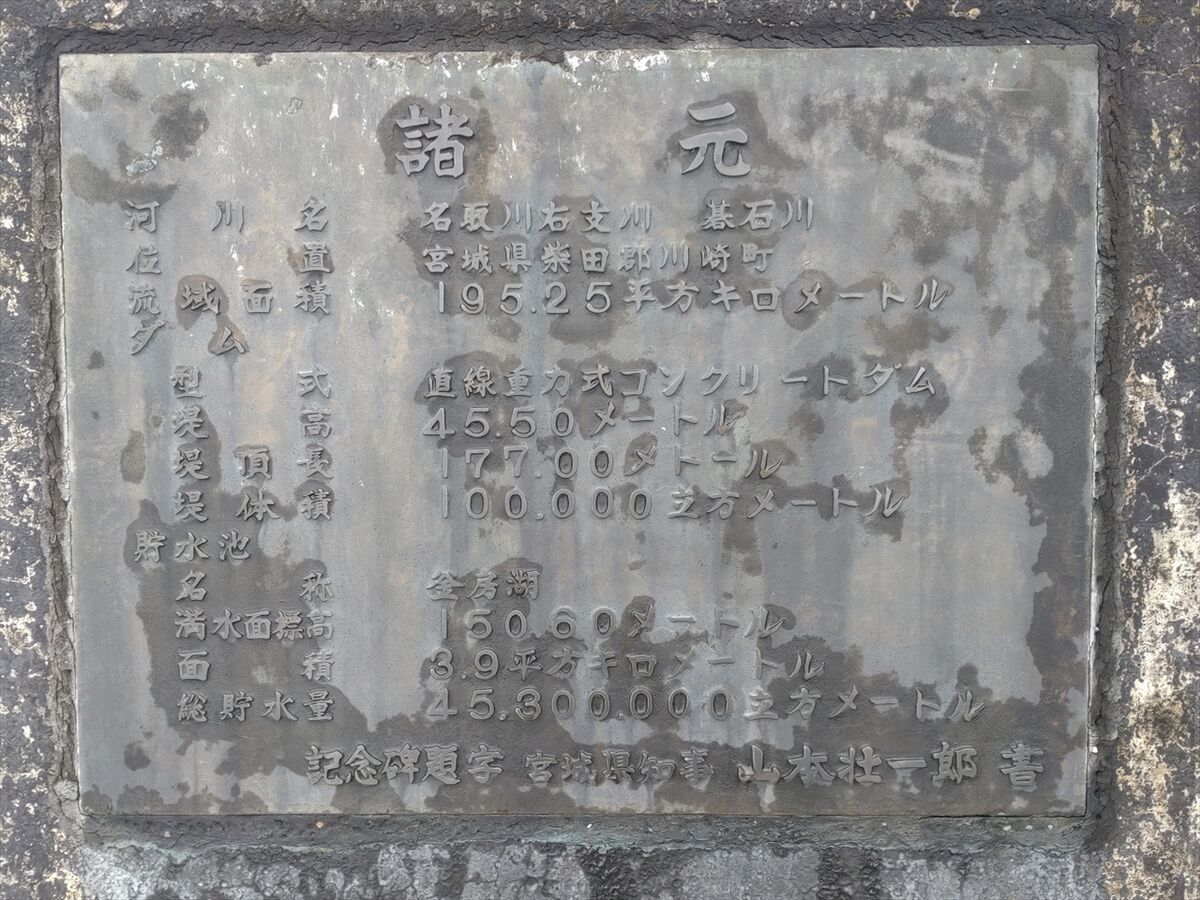 諸元
河川名 名取川右支川 碁石川
位置 宮城県柴田郡川崎町
流域面積 195.25平方キロメートル
ダム
型式 直線重力式コンクリートダム
堤高 45.50メートル
堤頂長 177.00メトール
堤体積 100.000立方メートル
貯水池
名称 釜房湖
満水面標高 150.60メートル
面積 3.9平方キロメートル
総貯水量 45.300.000立方メートル
記念碑題字 宮城県知事 山本壮一郎 書